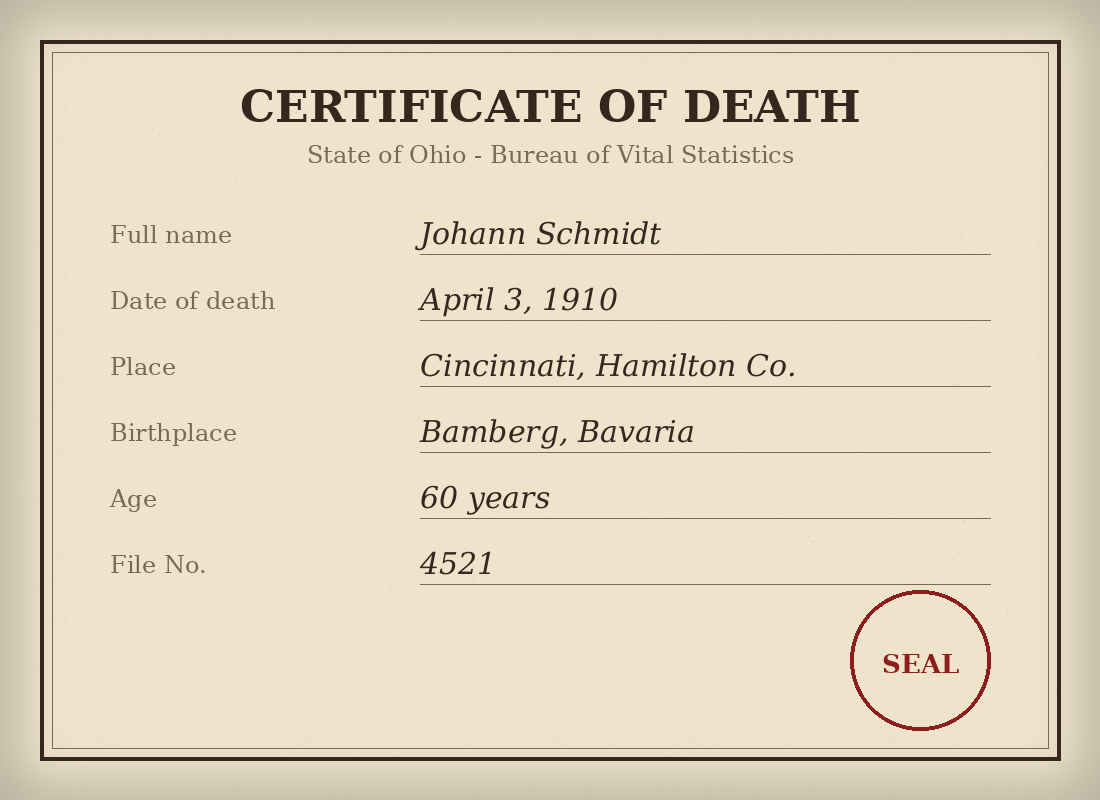 CERTIFICATE OF DEATH
State of Ohio - Bureau of Vital Statistics
Full name Johann Schmidt
Date of death April 3, 1910
Place Cincinnati, Hamilton Co.
Birthplace Bamberg, Bavaria
Age 60 years
File No. 4521
SEAL